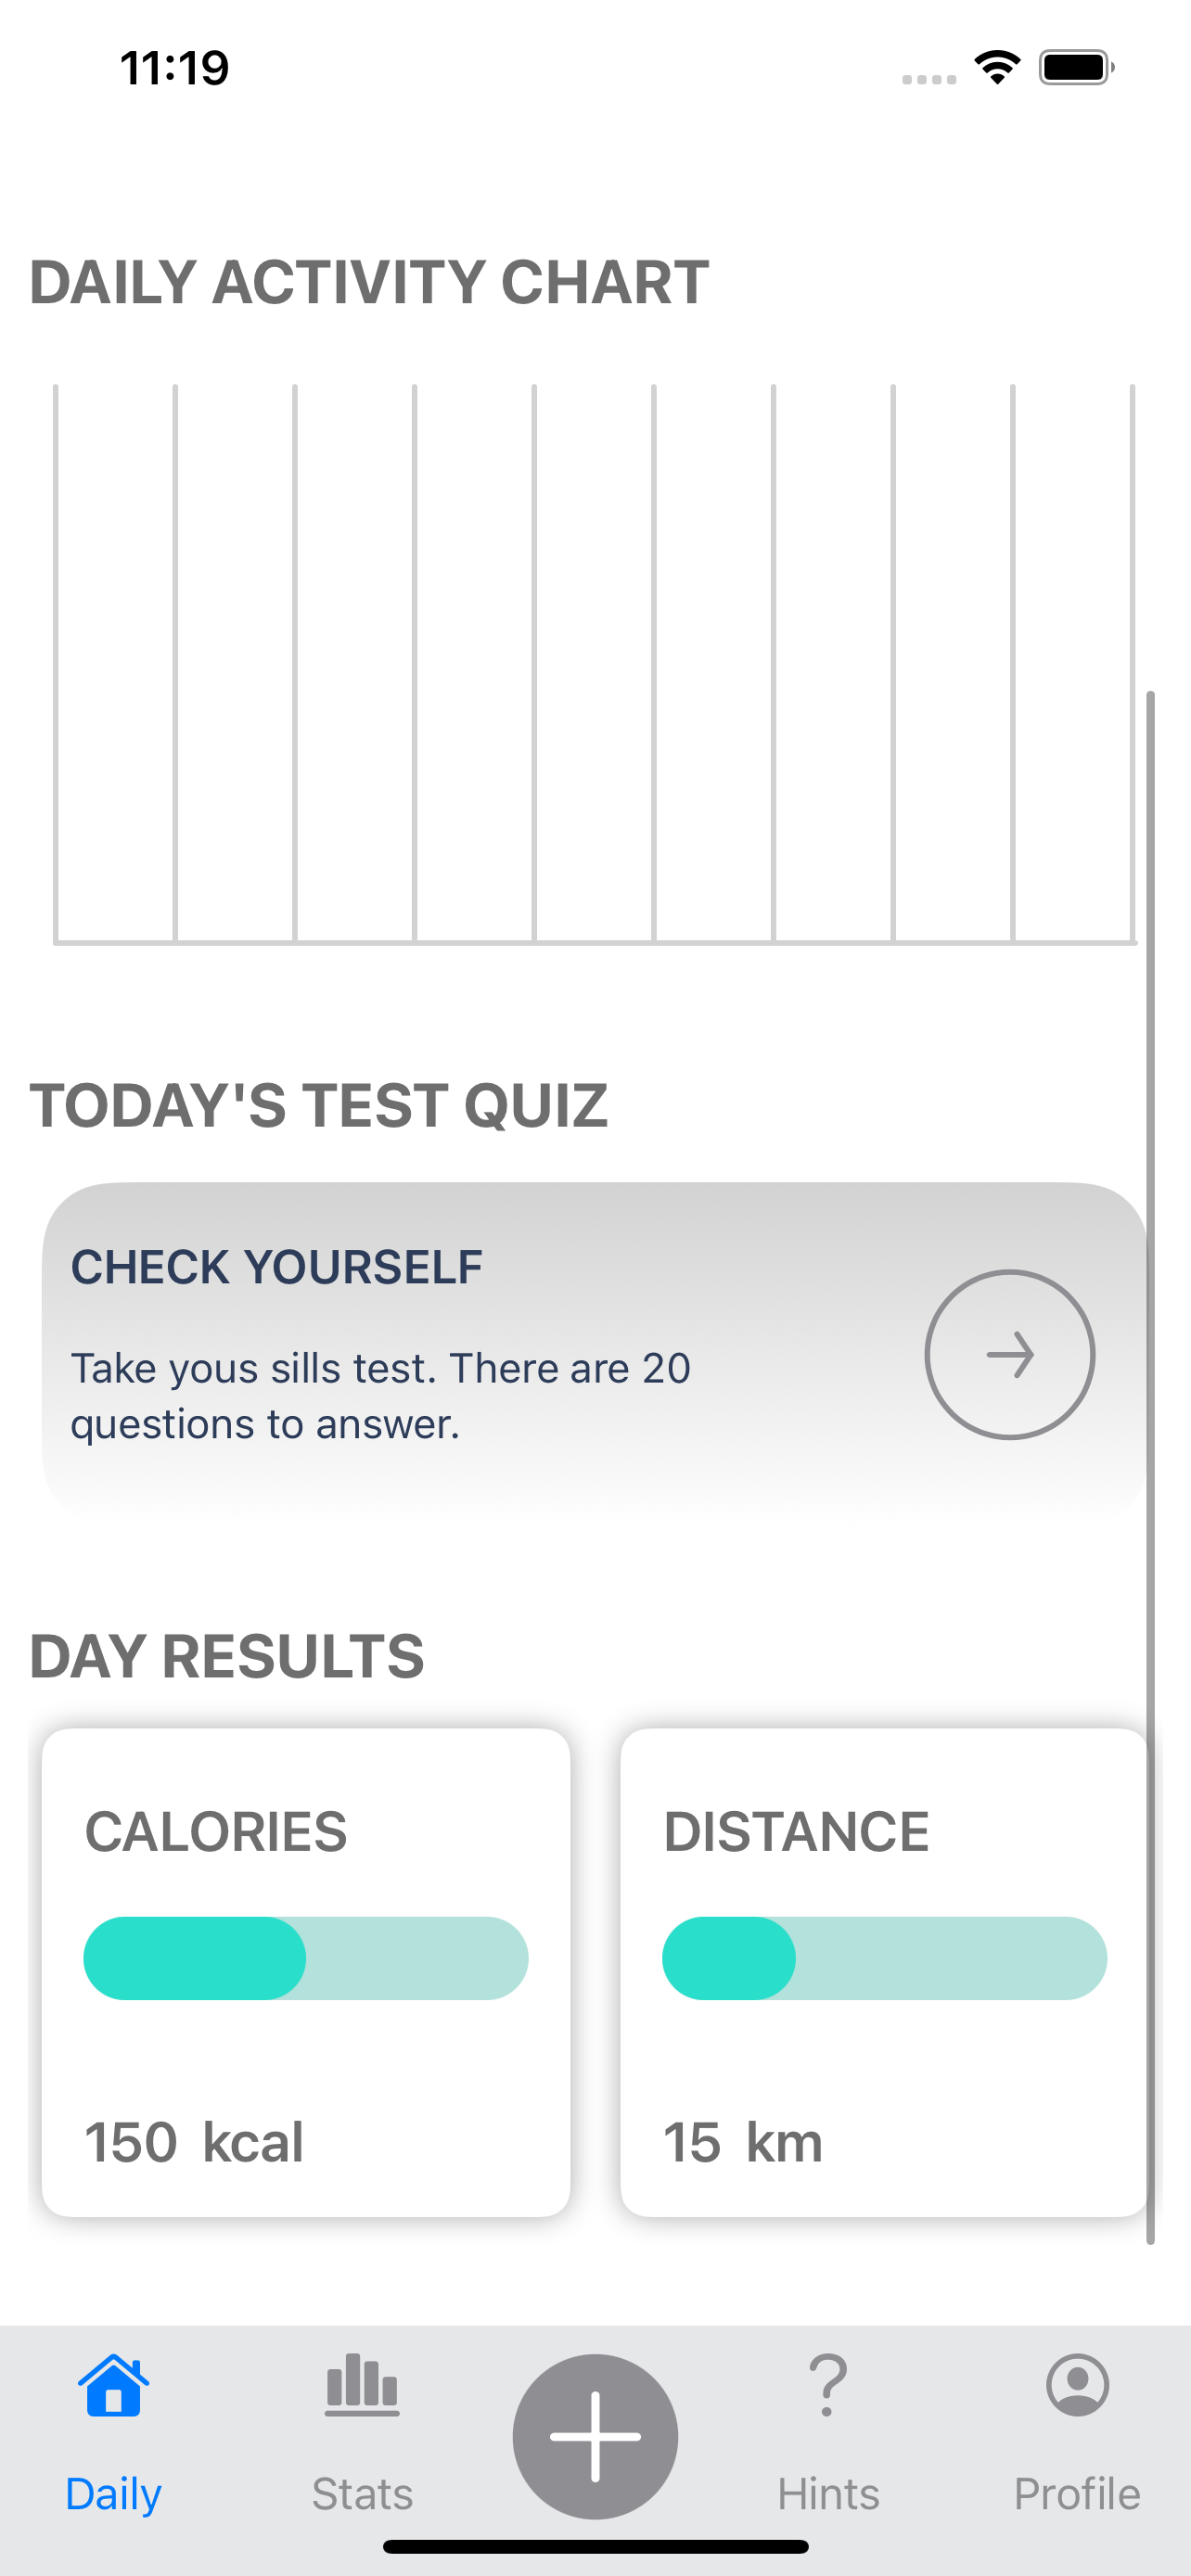 11:19
DAILY ACTIVITY CHART
TODAY'S TEST QUIZ
CHECK YOURSELF
Take yous sills test. There are 20
questions to answer.
DAY RESULTS
CALORIES
150 kcal
DISTANCE
15 km
Daily
Stats
Hints
Profile